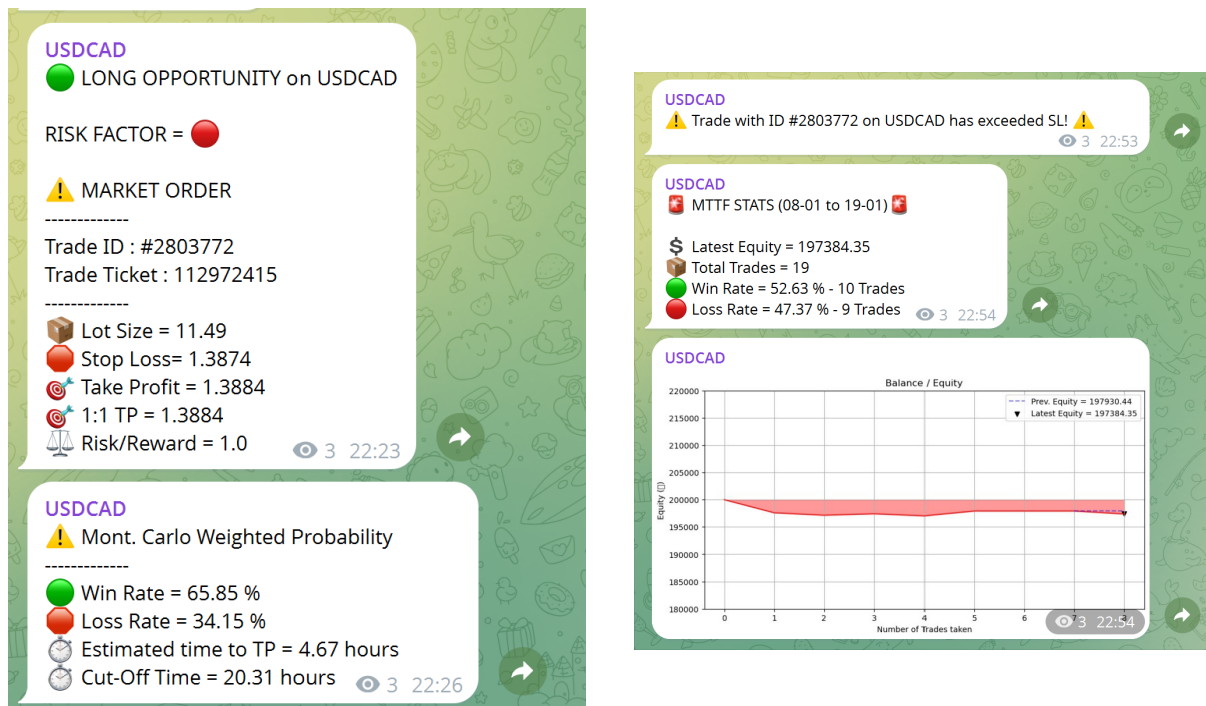 USDCAD
🟢 LONG OPPORTUNITY on USDCAD
RISK FACTOR = 🔴
⚠️ MARKET ORDER
-------------
Trade ID : #2803772
Trade Ticket : 112972415
-------------
📦 Lot Size = 11.49
🛑 Stop Loss= 1.3874
🎯 Take Profit = 1.3884
🎯 1:1 TP = 1.3884
⚖️ Risk/Reward = 1.0
3 22:23
USDCAD
⚠️ Mont. Carlo Weighted Probability
-------------
🟢 Win Rate = 65.85 %
🛑 Loss Rate = 34.15 %
⏱️ Estimated time to TP = 4.67 hours
⏱️ Cut-Off Time = 20.31 hours
3 22:26
USDCAD
⚠️ Trade with ID #2803772 on USDCAD has exceeded SL! ⚠️
3 22:53
USDCAD
🚨 MTTF STATS (08-01 to 19-01) 🚨
💲 Latest Equity = 197384.35
📦 Total Trades = 19
🟢 Win Rate = 52.63 % - 10 Trades
🔴 Loss Rate = 47.37 % - 9 Trades
3 22:54
USDCAD
Balance / Equity
Prev. Equity = 197930.44
Latest Equity = 197384.35
220000
215000
210000
205000
200000
195000
190000
185000
180000
Equity (▯)
0 1 2 3 4 5 6 7
Number of Trades taken
3 22:54